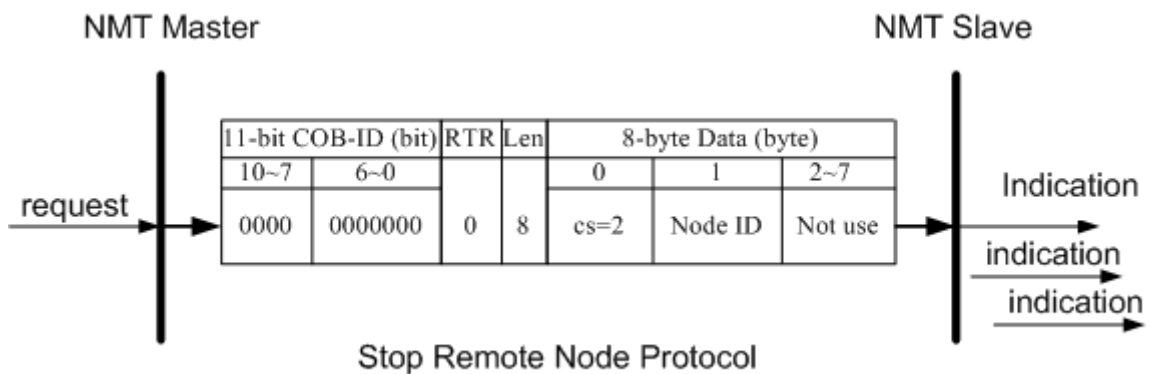 NMT Master
NMT Slave
11-bit COB-ID (bit) RTR Len 8-byte Data (byte)
10~7 6~0 0 1 2~7
request 0000 0000000 0 8 cs=2 Node ID Not use
Indication
indication
indication
Stop Remote Node Protocol